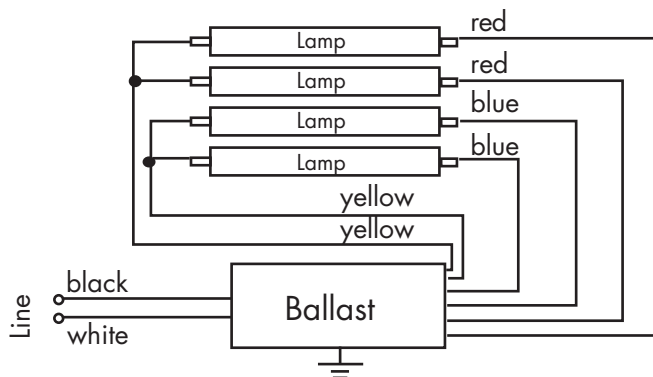 red
Lamp
red
Lamp
blue
Lamp
blue
Lamp
yellow
yellow
black
Ballast
Line
white